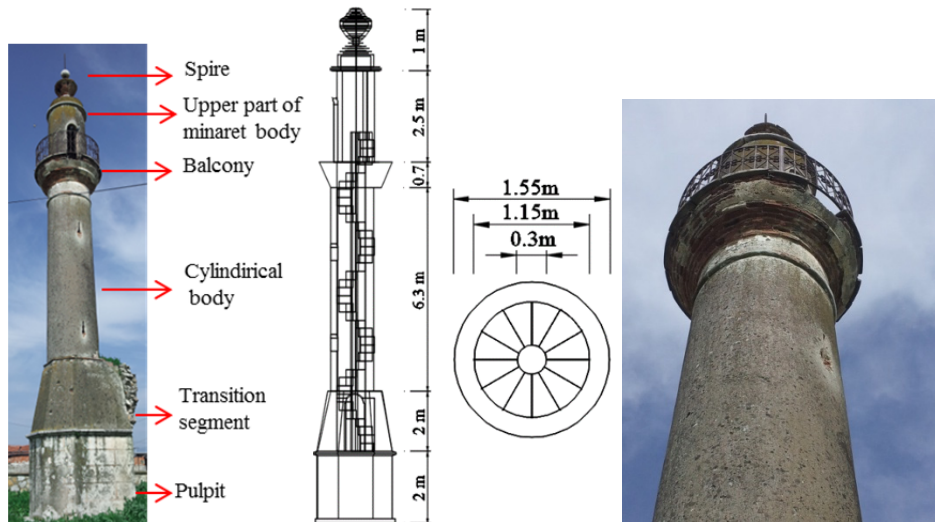 Spire
Upper part of
minaret body
Balcony
Cylindirical
body
Transition
segment
Pulpit
1 m
2.5 m
0.7
6.3 m
2 m
2 m
1.55m
1.15m
0.3m